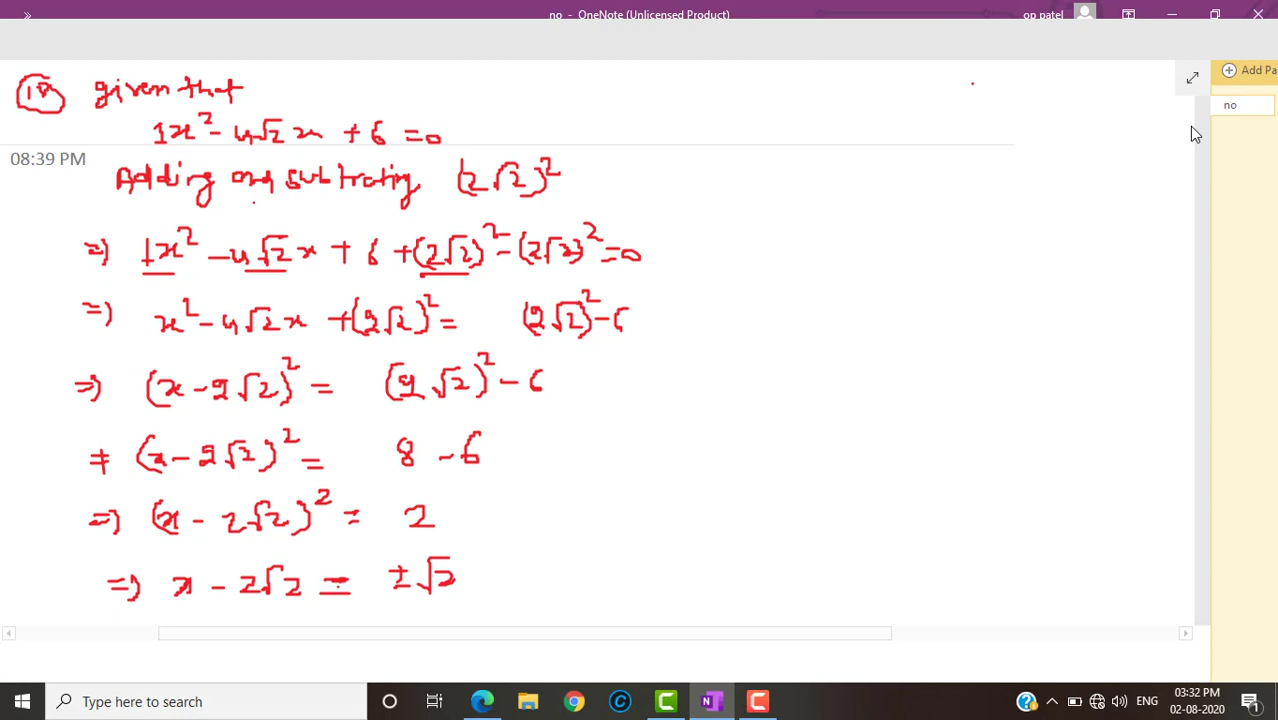 no - OneNote (Unlicensed Product)
op patel
Add Pa
no
given that
1x² - 4√2x + 6 = 0
08:39 PM
Adding and subtrating (2√2)²
⇒) 1x² - 4√2x + 6 + (2√2)² - (2√2)² = 0
⇒) x² - 4√2x + (2√2)² = (2√2)² - 6
⇒) (x - 2√2)² = (2√2)² - 6
⇒ (x - 2√2)² = 8 - 6
⇒) (x - 2√2)² = 2
⇒) x - 2√2 = ±√2
Type here to search
ENG
03:32 PM
02-08-2020
1